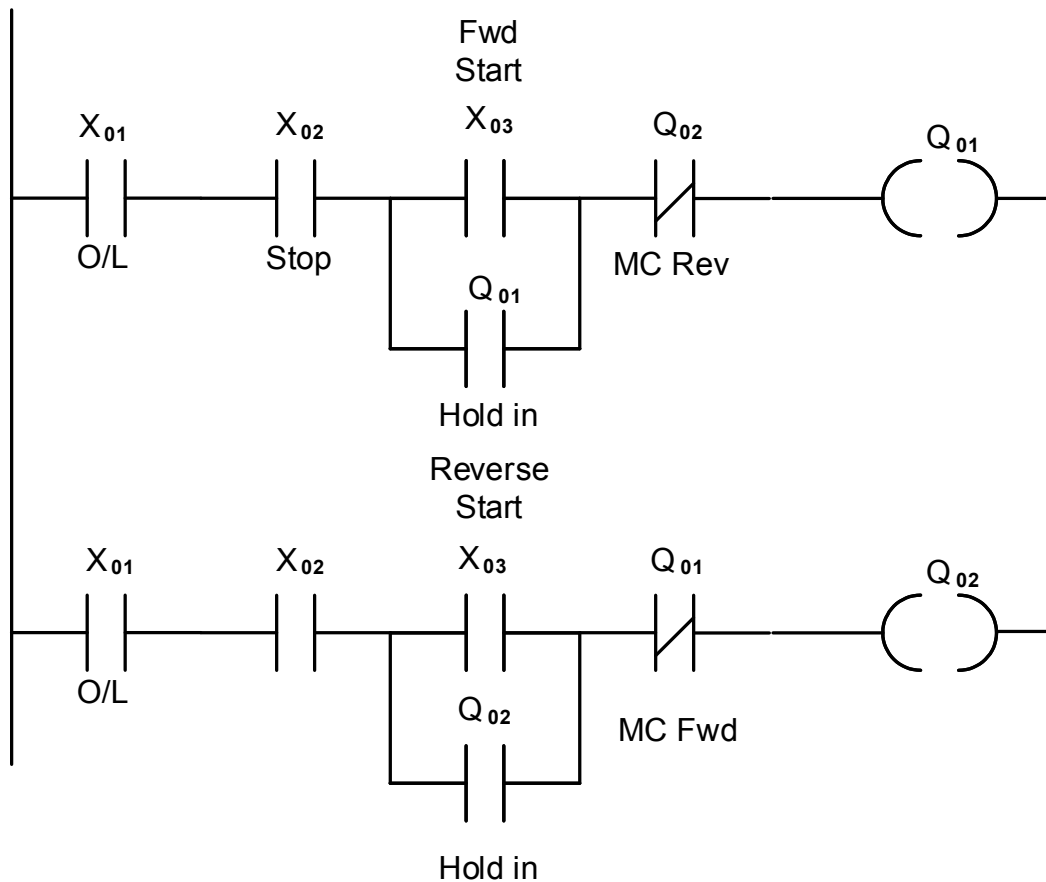 Fwd
Start
X01 X02 X03 Q02 Q01
O/L Stop MC Rev
Q01
Hold in
Reverse
Start
X01 X02 X03 Q01 Q02
O/L
Q02
MC Fwd
Hold in